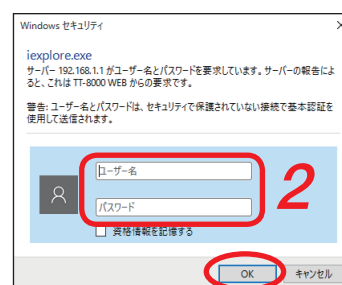 Windows セキュリティ
iexplore.exe
サーバー 192.168.1.1 がユーザー名とパスワードを要求しています。サーバーの報告によ
ると、これは TT-8000 WEB からの要求です。
警告: ユーザー名とパスワードは、セキュリティで保護されていない接続で基本認証を
使用して送信されます。
ユーザー名
パスワード
2
資格情報を記憶する
OK キャンセル